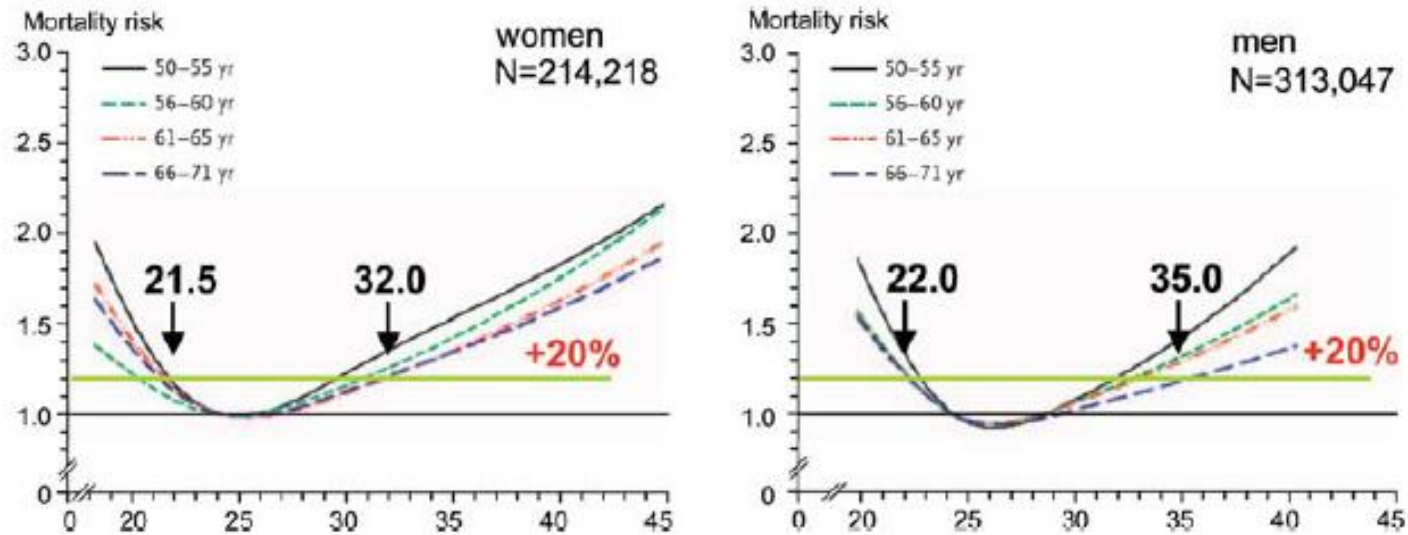 Mortality risk
women
N=214,218
3.0
2.5
2.0
1.5
1.0
0
50–55 yr
56–60 yr
61–65 yr
66–71 yr
21.5
32.0
+20%
0 20 25 30 35 40 45
Mortality risk
men
N=313,047
3.0
2.5
2.0
1.5
1.0
0
50–55 yr
56–60 yr
61–65 yr
66–71 yr
22.0
35.0
+20%
0 20 25 30 35 40 45